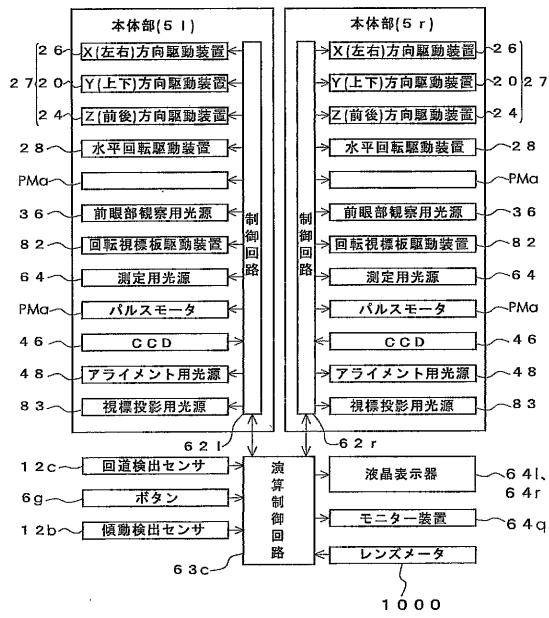 本体部(5l)
本体部(5r)
26 X(左右)方向駆動装置
27 20 Y(上下)方向駆動装置
24 Z(前後)方向駆動装置
28 水平回転駆動装置
PMa
36 前眼部観察用光源
82 回転視標板駆動装置
64 測定用光源
PMa パルスモータ
46 CCD
48 アライメント用光源
83 視標投影用光源
制御回路
62l
X(左右)方向駆動装置 26
Y(上下)方向駆動装置 20 27
Z(前後)方向駆動装置 24
水平回転駆動装置 28
PMa
前眼部観察用光源 36
回転視標板駆動装置 82
測定用光源 64
パルスモータ PMa
CCD 46
アライメント用光源 48
視標投影用光源 83
制御回路
62r
12c 回道検出センサ
6g ボタン
12b 傾動検出センサ
演算制御回路
63c
液晶表示器 64l、
64r
モニター装置 64q
レンズメータ
1000